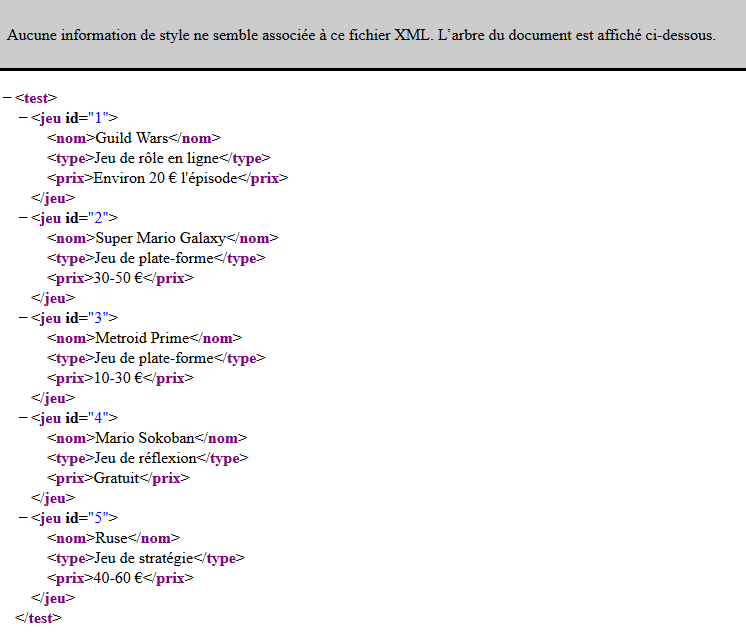 Aucune information de style ne semble associée à ce fichier XML. L’arbre du document est affiché ci-dessous.
−<test>
−<jeu id="1">
<nom>Guild Wars</nom>
<type>Jeu de rôle en ligne</type>
<prix>Environ 20 € l'épisode</prix>
</jeu>
−<jeu id="2">
<nom>Super Mario Galaxy</nom>
<type>Jeu de plate-forme</type>
<prix>30-50 €</prix>
</jeu>
−<jeu id="3">
<nom>Metroid Prime</nom>
<type>Jeu de plate-forme</type>
<prix>10-30 €</prix>
</jeu>
−<jeu id="4">
<nom>Mario Sokoban</nom>
<type>Jeu de réflexion</type>
<prix>Gratuit</prix>
</jeu>
−<jeu id="5">
<nom>Ruse</nom>
<type>Jeu de stratégie</type>
<prix>40-60 €</prix>
</jeu>
</test>